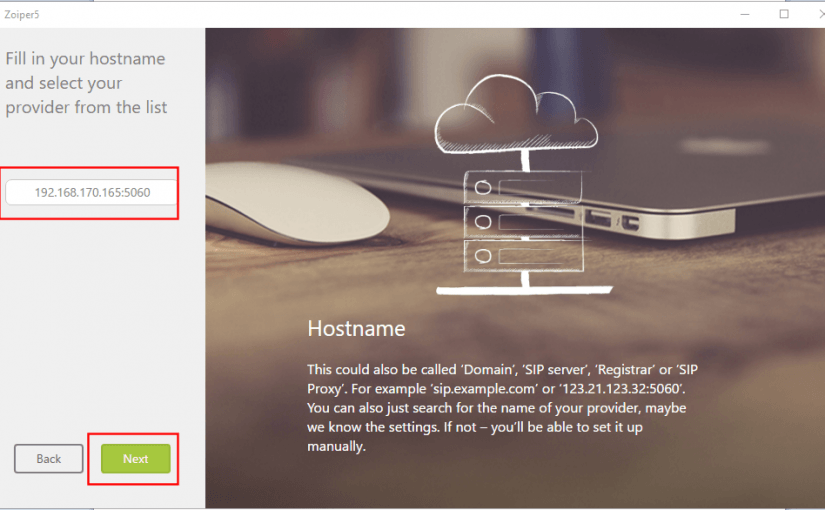 Zoiper5
Fill in your hostname
and select your
provider from the list
192.168.170.165:5060
Back
Next
Hostname
This could also be called ‘Domain’, ‘SIP server’, ‘Registrar’ or ‘SIP
Proxy’. For example ‘sip.example.com’ or ‘123.21.123.32:5060’.
You can also just search for the name of your provider, maybe
we know the settings. If not – you’ll be able to set it up
manually.